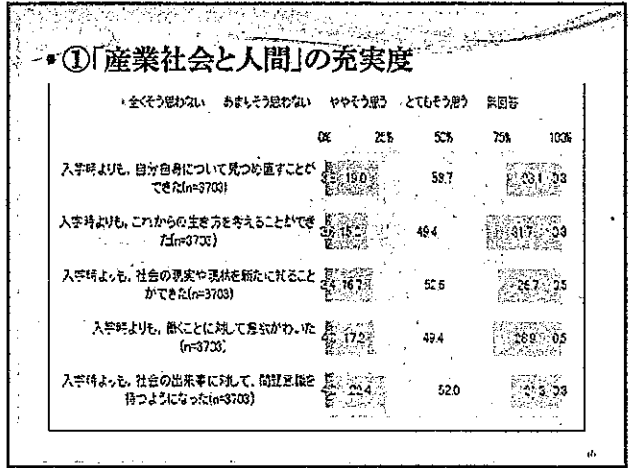 ①「産業社会と人間」の充実度
全くそう思わない あまりそう思わない ややそう思う とてもそう思う 無回答
0% 25% 50% 75% 100%
入学時よりも、自分自身について見つめ直すことが
できた(n=3703)
19.0 53.7 23.1 0.3
入学時よりも、これからの生き方を考えることができ
た(n=3703)
49.4 31.7 0.3
入学時よりも、社会の現実や現状を新たに知ること
ができた(n=3703)
16.7 52.6 26.7 0.5
入学時よりも、働くことに対して意欲がわいた
(n=3703)
49.4 28.9 0.5
入学時よりも、社会の出来事に対して、問題意識を
持つようになった(n=3703)
52.0 0.3